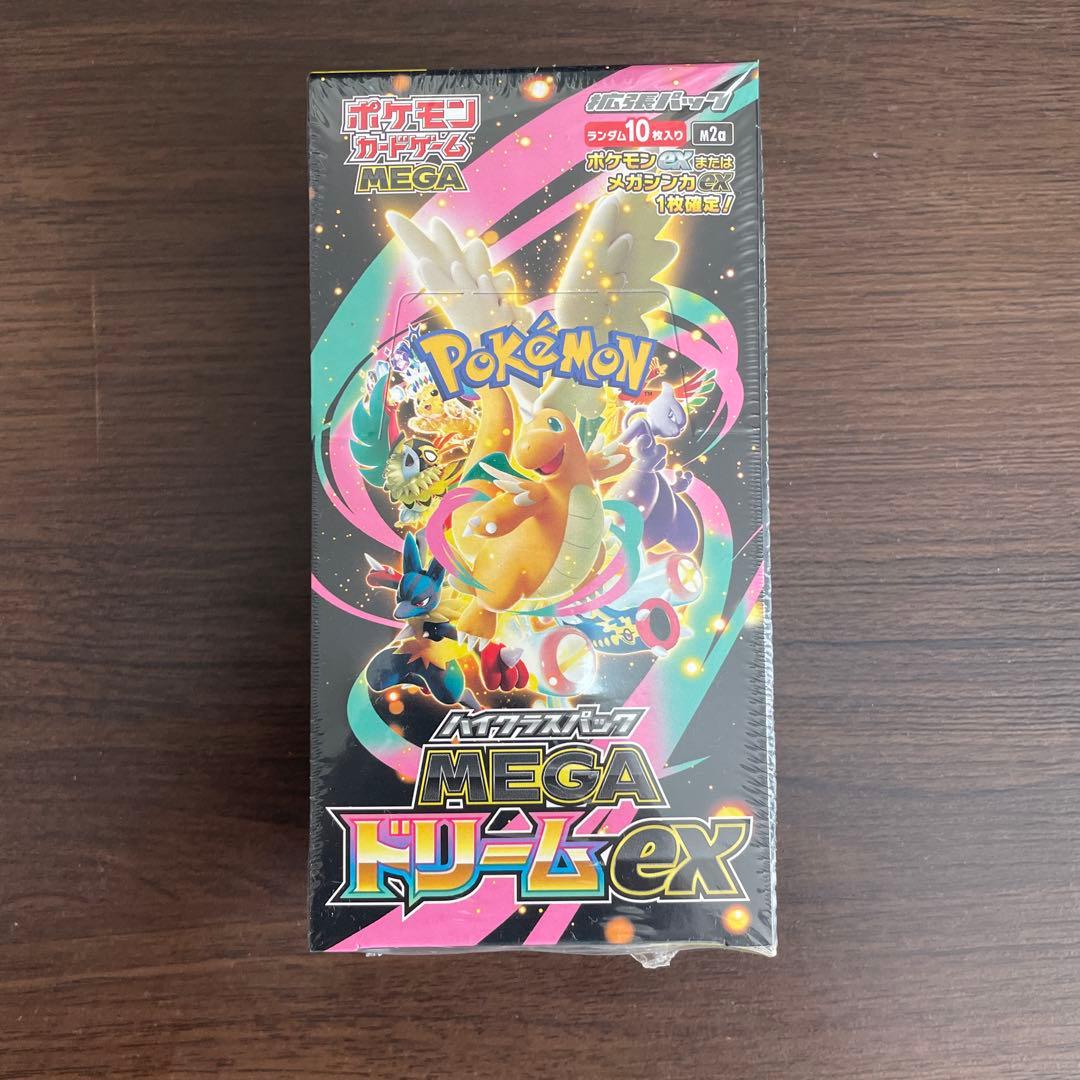 ポケモン
カードゲーム™
MEGA
拡張パック
ランダム10枚入り M2a
ポケモンexまたは
メガシンカex
1枚確定!
POKéMON™
ハイクラスパック
MEGA
ドリームex